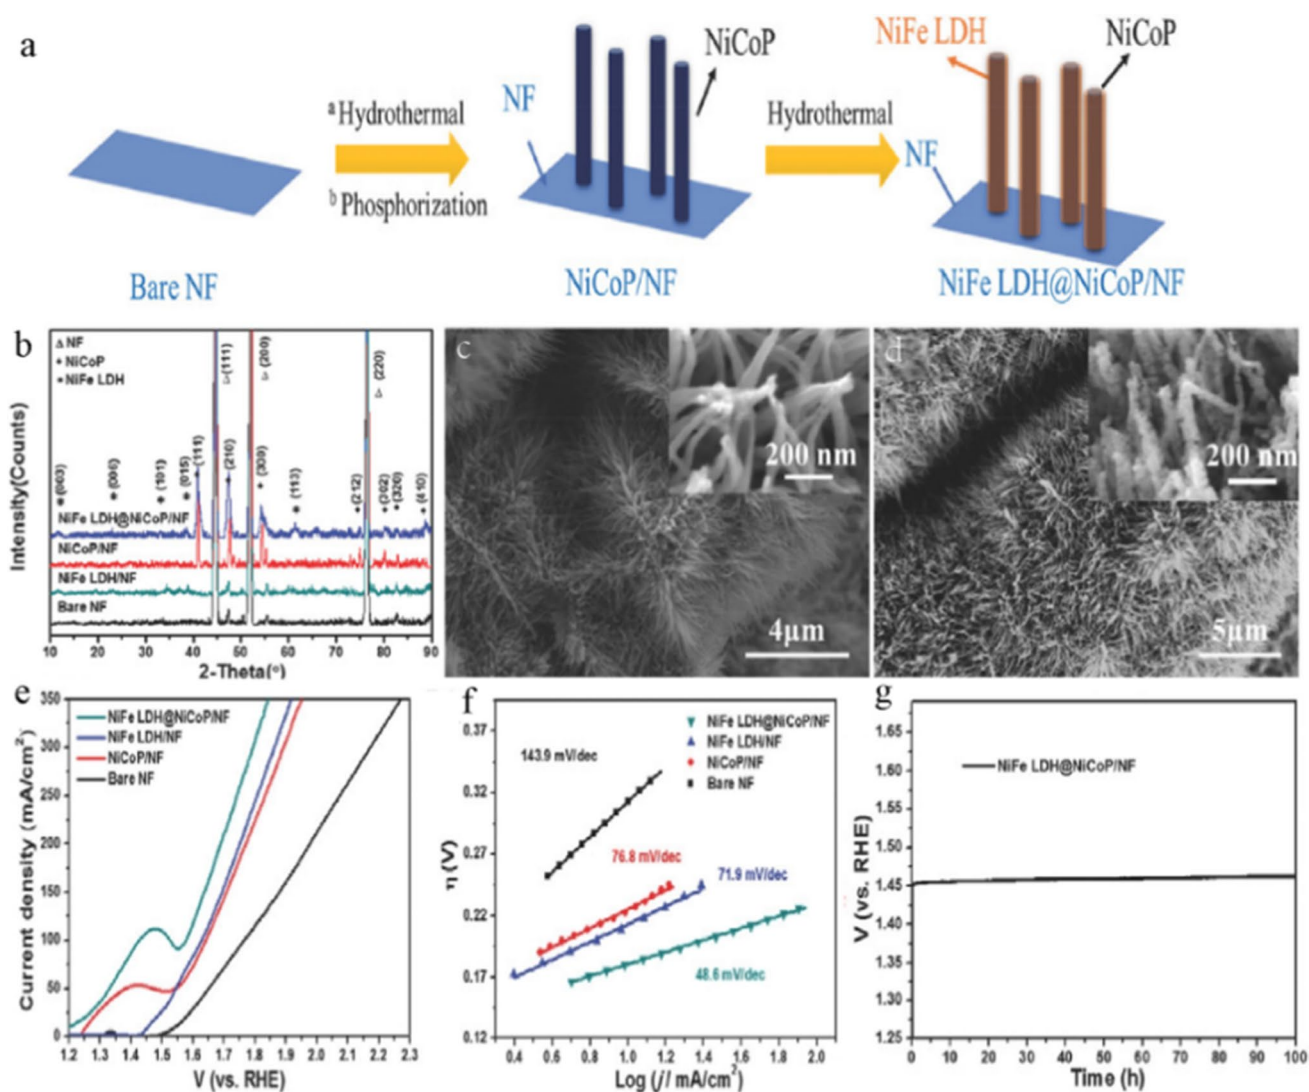 a
NiCoP
NiFe LDH
NiCoP
NF
ᵃ Hydrothermal
Hydrothermal
NF
ᵇ Phosphorization
Bare NF
NiCoP/NF
NiFe LDH@NiCoP/NF
b
Δ NF
NiCoP
NiFe LDH
Δ(111)
Δ (200)
(220)
Δ
(003)
(006)
(101)
(015)
(111)
(210)
(300)
(113)
(212)
(302)
(320)
(410)
NiFe LDH@NiCoP/NF
NiCoP/NF
NiFe LDH/NF
Bare NF
Intensity(Counts)
10 20 30 40 50 60 70 80 90
2-Theta(°)
c
200 nm
4μm
d
200 nm
5μm
e
350
300
250
200
150
100
50
0
NiFe LDH@NiCoP/NF
NiFe LDH/NF
NiCoP/NF
Bare NF
Current density (mA/cm²)
1.2 1.3 1.4 1.5 1.6 1.7 1.8 1.9 2.0 2.1 2.2 2.3
V (vs. RHE)
f
0.37
0.32
0.27
0.22
0.17
0.12
η (V)
NiFe LDH@NiCoP/NF
NiFe LDH/NF
NiCoP/NF
Bare NF
143.9 mV/dec
76.8 mV/dec
71.9 mV/dec
48.6 mV/dec
0.4 0.6 0.8 1.0 1.2 1.4 1.6 1.8 2.0
Log (j / mA/cm²)
g
1.65
1.60
1.55
1.50
1.45
1.40
1.35
1.30
1.25
V (vs. RHE)
NiFe LDH@NiCoP/NF
0 10 20 30 40 50 60 70 80 90 100
Time (h)